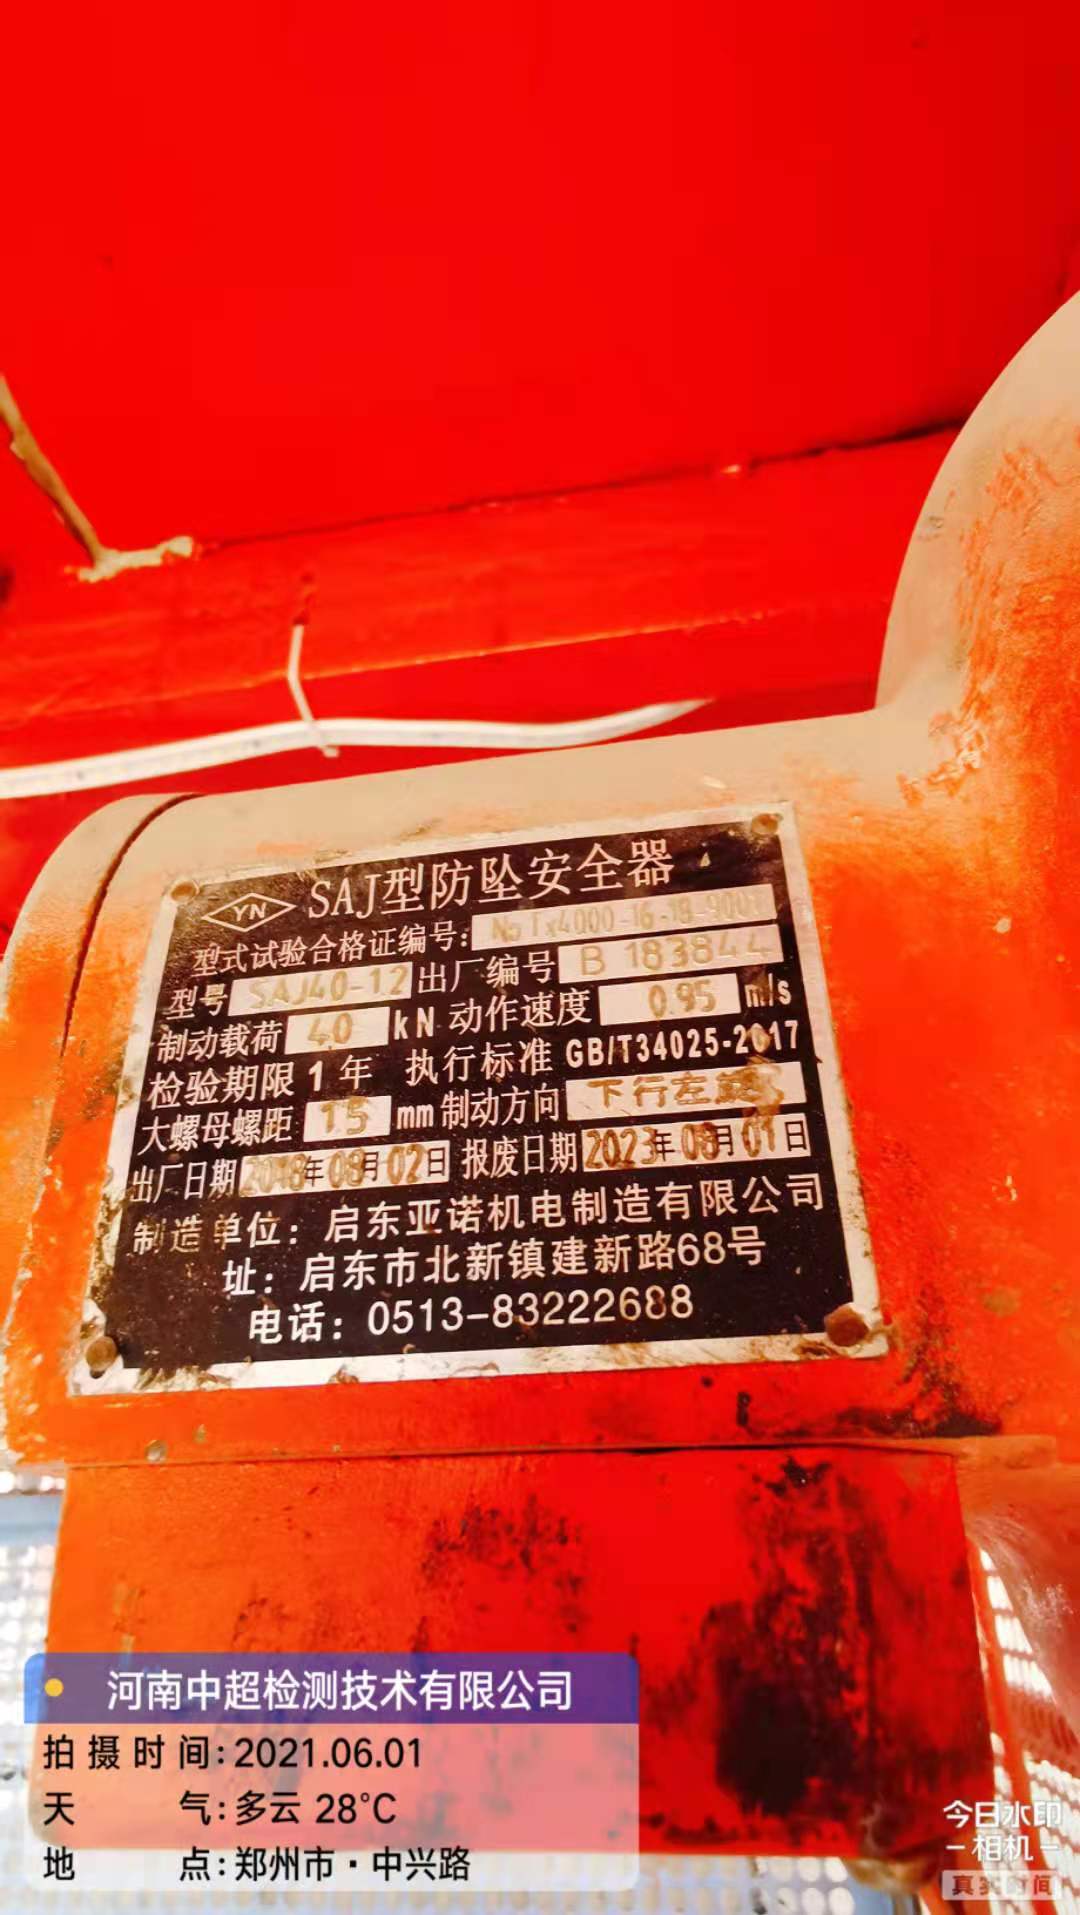 YN SAJ型防坠安全器
型式试验合格证编号: No Tx4000-16-18-9001
型号 SAJ40-12 出厂编号 B 183844
制动载荷 40 kN 动作速度 0.95 m/s
检验期限 1 年 执行标准 GB/T34025-2017
大螺母螺距 15 mm 制动方向 下行左旋
出厂日期 2018年08月02日 报废日期 2023年08月01日
制造单位: 启东亚诺机电制造有限公司
址: 启东市北新镇建新路68号
电话: 0513-83222688
河南中超检测技术有限公司
拍摄时间: 2021.06.01
天气: 多云 28℃
地点: 郑州市·中兴路
今日水印
-相机-
真实时间